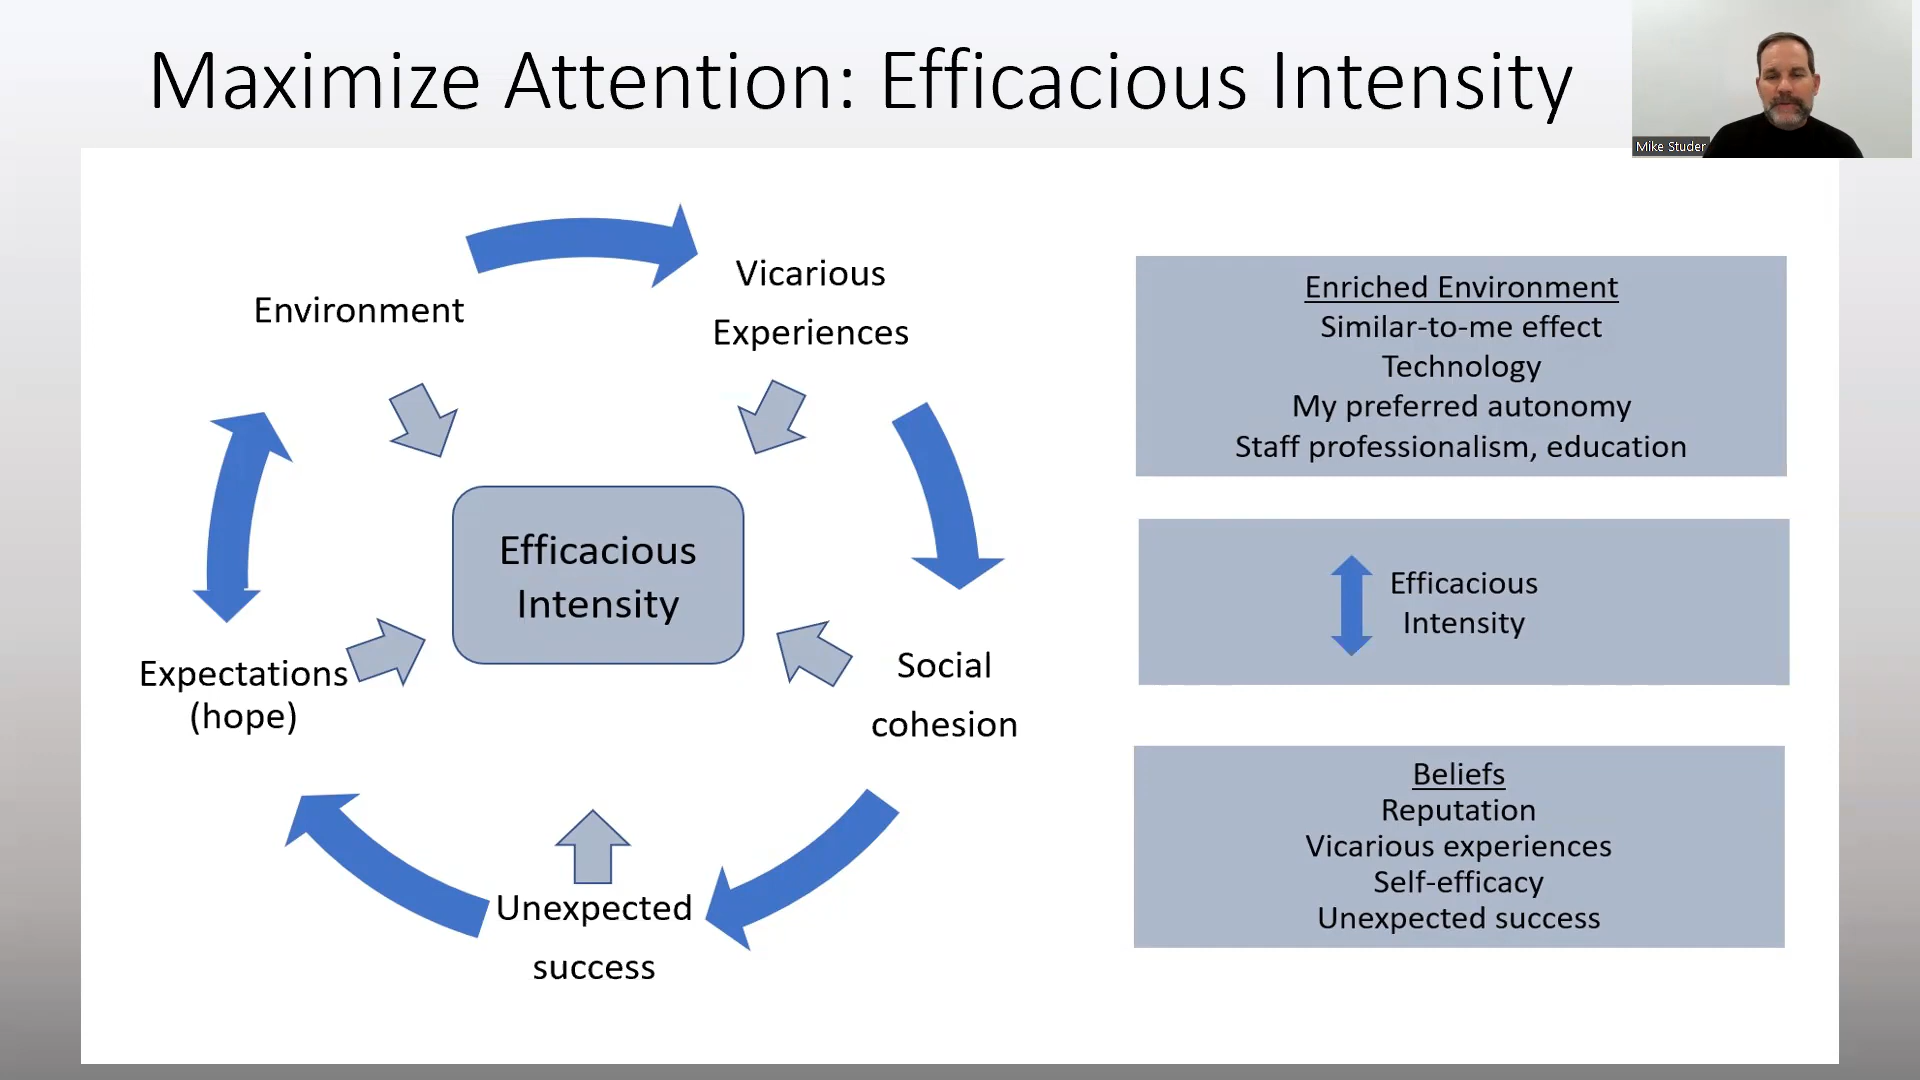 Maximize Attention: Efficacious Intensity
Mike Studer
Environment
Vicarious
Experiences
Efficacious
Intensity
Expectations
(hope)
Social
cohesion
Unexpected
success
Enriched Environment
Similar-to-me effect
Technology
My preferred autonomy
Staff professionalism, education
Efficacious
Intensity
Beliefs
Reputation
Vicarious experiences
Self-efficacy
Unexpected success